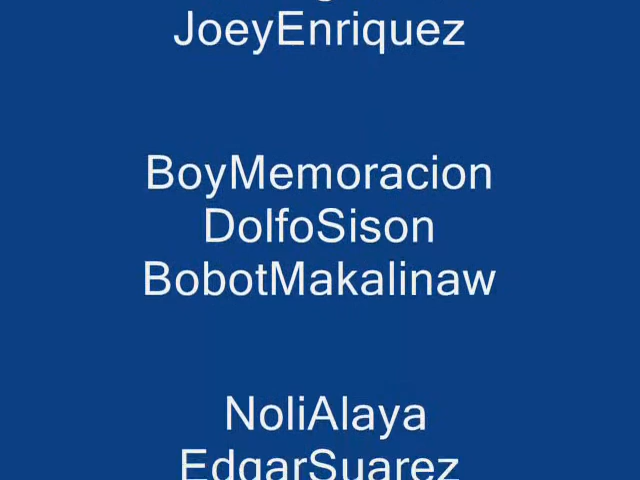 JoeyEnriquez
BoyMemoracion
DolfoSison
BobotMakalinaw
NoliAlaya
EdgarSuarez